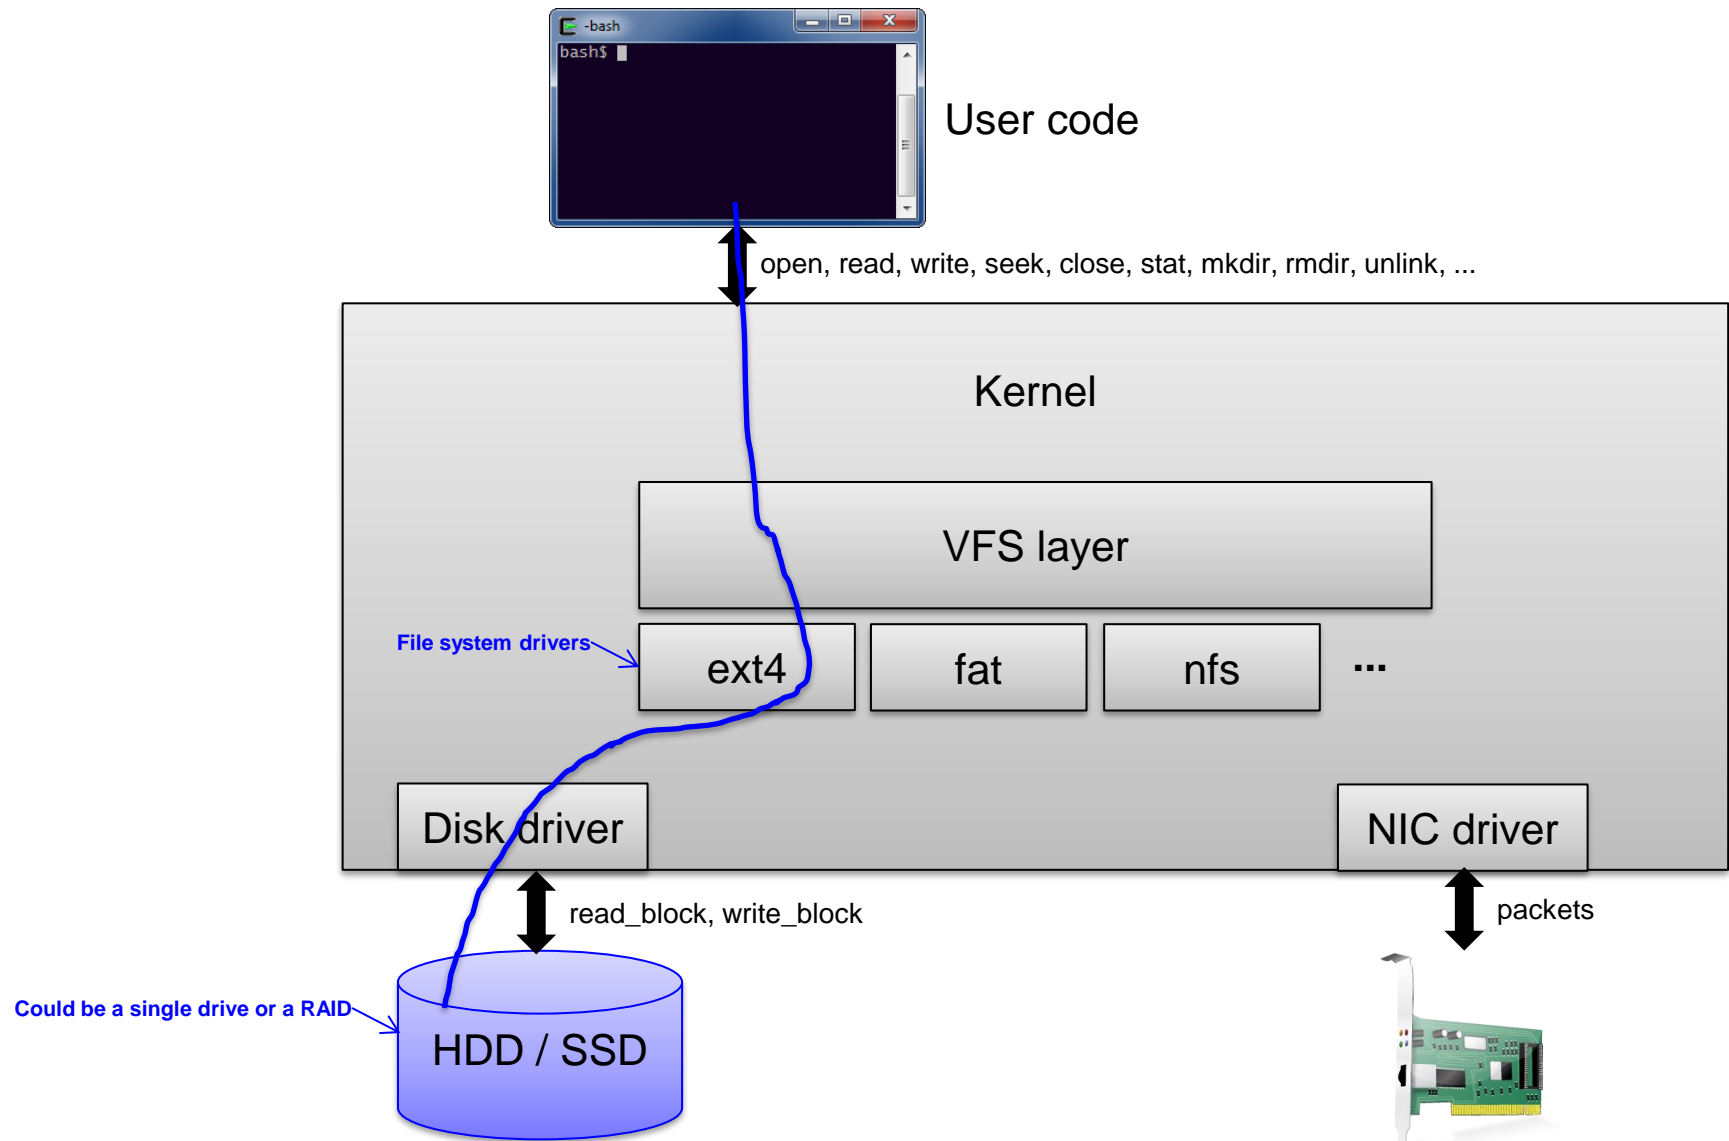 -bash
bash$
User code
open, read, write, seek, close, stat, mkdir, rmdir, unlink, ...
Kernel
VFS layer
File system drivers
ext4
fat
nfs
...
Disk driver
NIC driver
read_block, write_block
packets
Could be a single drive or a RAID
HDD / SSD